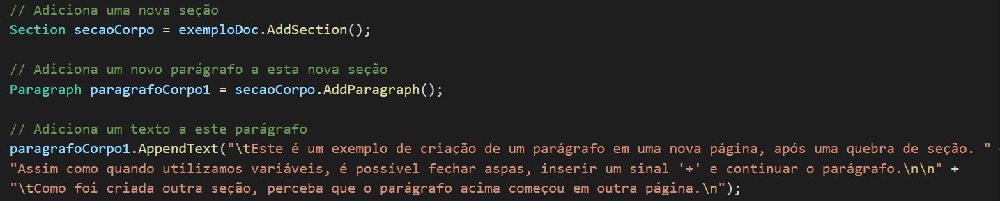 // Adiciona uma nova seção
Section secaoCorpo = exemploDoc.AddSection();
// Adiciona um novo parágrafo a esta nova seção
Paragraph paragrafoCorpo1 = secaoCorpo.AddParagraph();
// Adiciona um texto a este parágrafo
paragrafoCorpo1.AppendText("\tEste é um exemplo de criação de um parágrafo em uma nova página, após uma quebra de seção. "
"Assim como quando utilizamos variáveis, é possível fechar aspas, inserir um sinal '+' e continuar o parágrafo.\n\n" +
"\tComo foi criada outra seção, perceba que o parágrafo acima começou em outra página.\n");